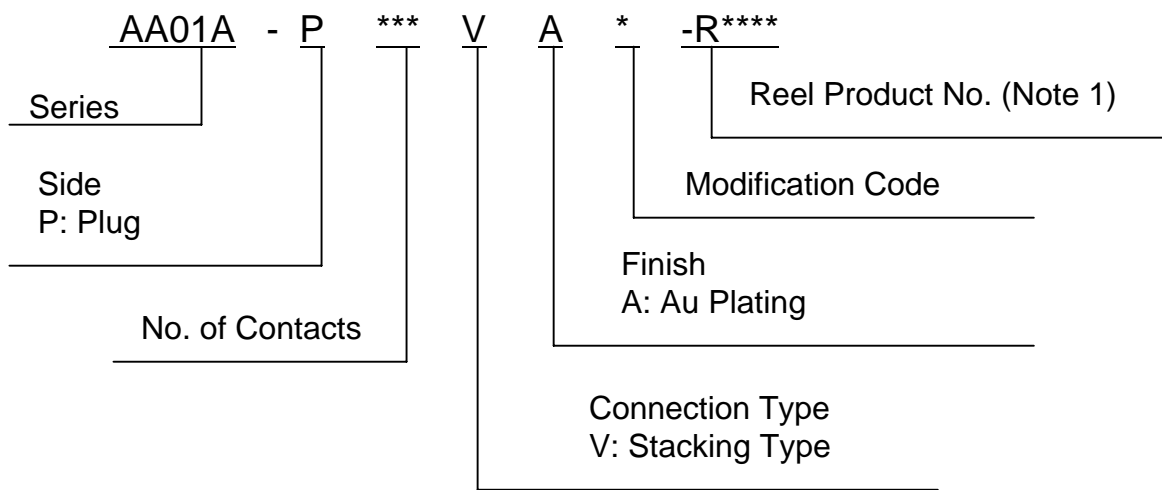 AA01A - P *** V A * -R****
Reel Product No. (Note 1)
Series
Side
P: Plug
Modification Code
Finish
A: Au Plating
No. of Contacts
Connection Type
V: Stacking Type